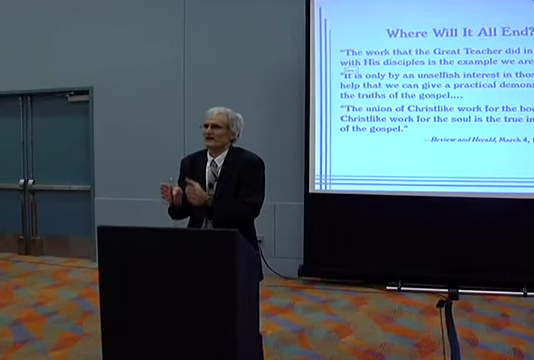 Where Will It All End?
"The work that the Great Teacher did in
with His disciples is the example we are
"It is only by an unselfish interest in those
help that we can give a practical
the truths of the gospel....
"The union of Christlike work for the
Christlike work for the soul is the true
of the gospel."
—Review and Herald, March 4,